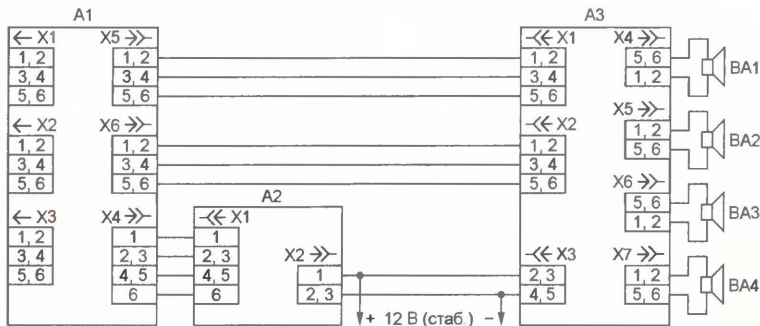 A1
A3
← X1
X5
X1
X4
1, 2
1, 2
1, 2
5, 6
3, 4
3, 4
3, 4
1, 2
BA1
5, 6
5, 6
5, 6
← X2
X6
X2
X5
1, 2
1, 2
1, 2
1, 2
BA2
3, 4
3, 4
3, 4
5, 6
5, 6
5, 6
5, 6
X6
A2
5, 6
BA3
← X3
X4
X1
1, 2
1, 2
1
1
3, 4
2, 3
2, 3
X2
X3
X7
5, 6
4, 5
4, 5
1
2, 3
1, 2
BA4
6
6
2, 3
4, 5
5, 6
+ 12 В (стаб.) −